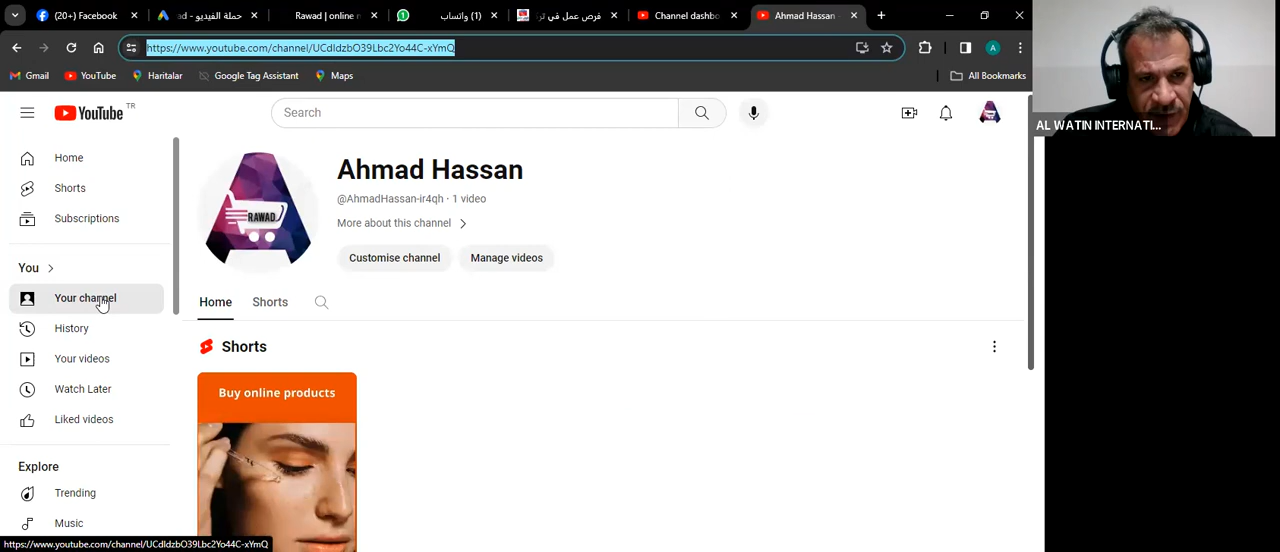 (20+) Facebook
حملة الفيديو - ad
Rawad | online n
(1) واتساب
فرص عمل في تر
Channel dashbo
Ahmad Hassan
https://www.youtube.com/channel/UCdIdzbO39Lbc2Yo44C-xYmQ
A
Gmail
YouTube
Haritalar
Google Tag Assistant
Maps
All Bookmarks
AL WATIN INTERNATI...
YouTube TR
Search
Home
Shorts
Subscriptions
You
Your channel
History
Your videos
Watch Later
Liked videos
Explore
Trending
Music
RAWAD
Ahmad Hassan
@AhmadHassan-ir4qh · 1 video
More about this channel
Customise channel
Manage videos
Home
Shorts
Shorts
Buy online products
https://www.youtube.com/channel/UCdIdzbO39Lbc2Yo44C-xYmQ